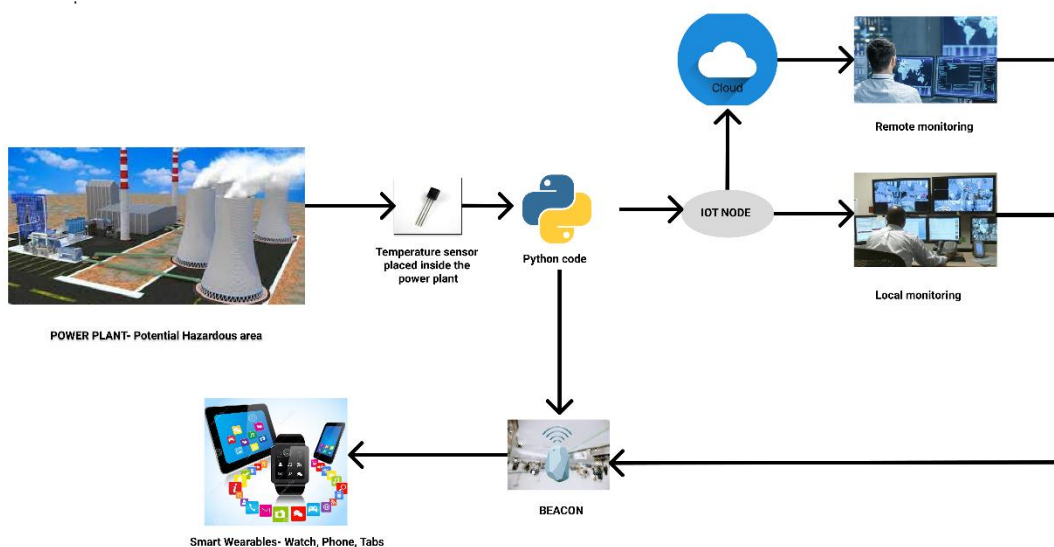 Cloud
Remote monitoring
IOT NODE
Temperature sensor
placed inside the
power plant
Python code
Local monitoring
POWER PLANT- Potential Hazardous area
BEACON
Smart Wearables- Watch, Phone, Tabs